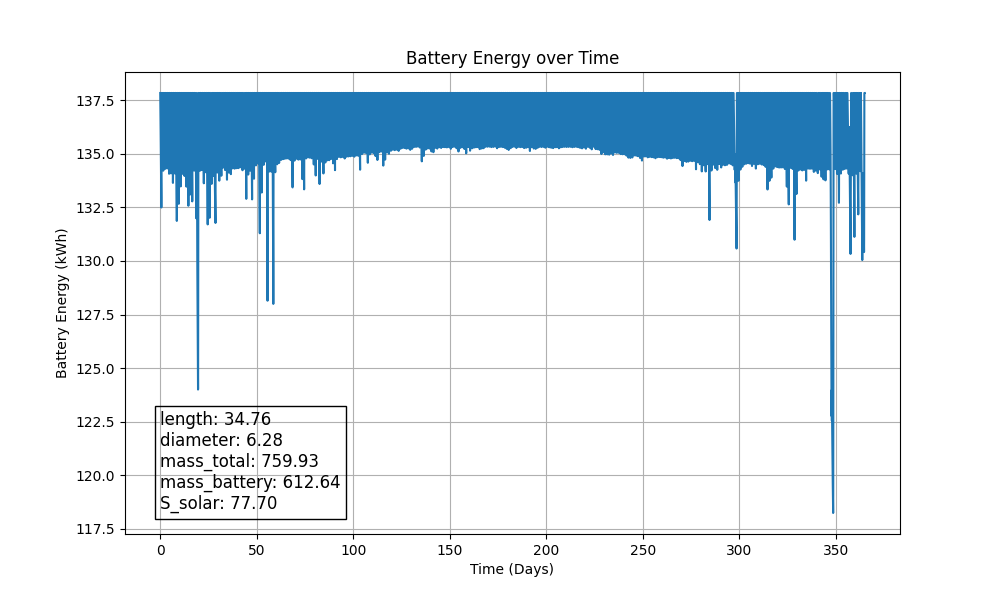 Battery Energy over Time
Battery Energy (kWh)
137.5
135.0
132.5
130.0
127.5
125.0
122.5
120.0
117.5
length: 34.76
diameter: 6.28
mass_total: 759.93
mass_battery: 612.64
S_solar: 77.70
0 50 100 150 200 250 300 350
Time (Days)